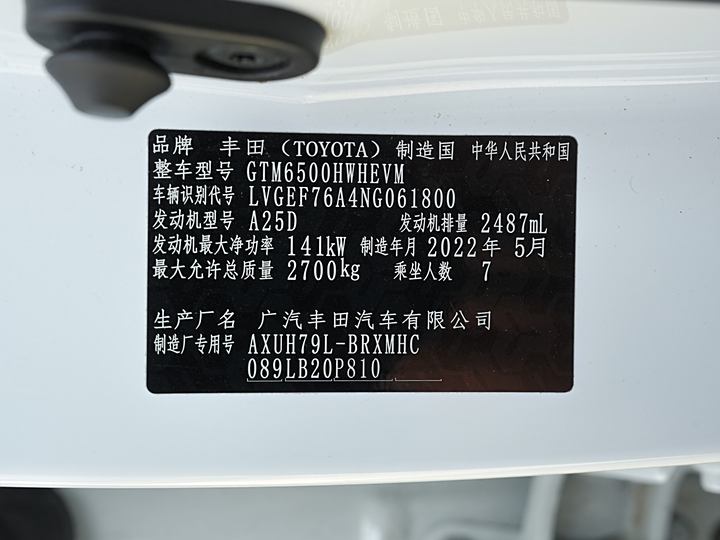 品牌 丰田（TOYOTA）制造国 中华人民共和国
整车型号 GTM6500HWHEVM
车辆识别代号 LVGEF76A4NG061800
发动机型号 A25D 发动机排量 2487mL
发动机最大净功率 141kW 制造年月 2022年 5月
最大允许总质量 2700kg 乘坐人数 7
生产厂名 广汽丰田汽车有限公司
制造厂专用号 AXUH79L-BRXMHC
089LB20P810